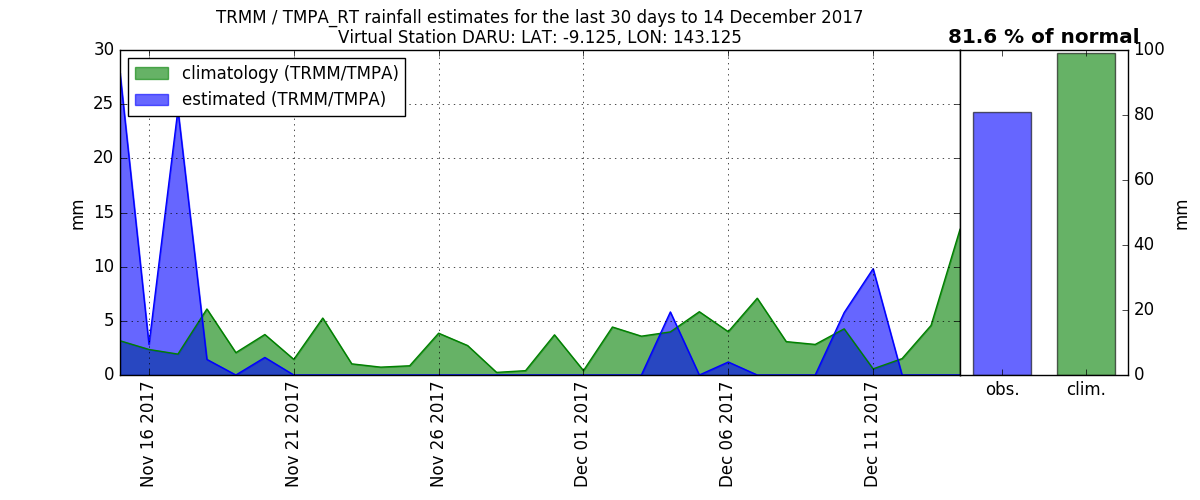 TRMM / TMPA_RT rainfall estimates for the last 30 days to 14 December 2017
Virtual Station DARU: LAT: -9.125, LON: 143.125
81.6 % of normal
climatology (TRMM/TMPA)
estimated (TRMM/TMPA)
30
25
20
15
10
5
0
mm
Nov 16 2017
Nov 21 2017
Nov 26 2017
Dec 01 2017
Dec 06 2017
Dec 11 2017
100
80
60
40
20
0
mm
obs.
clim.